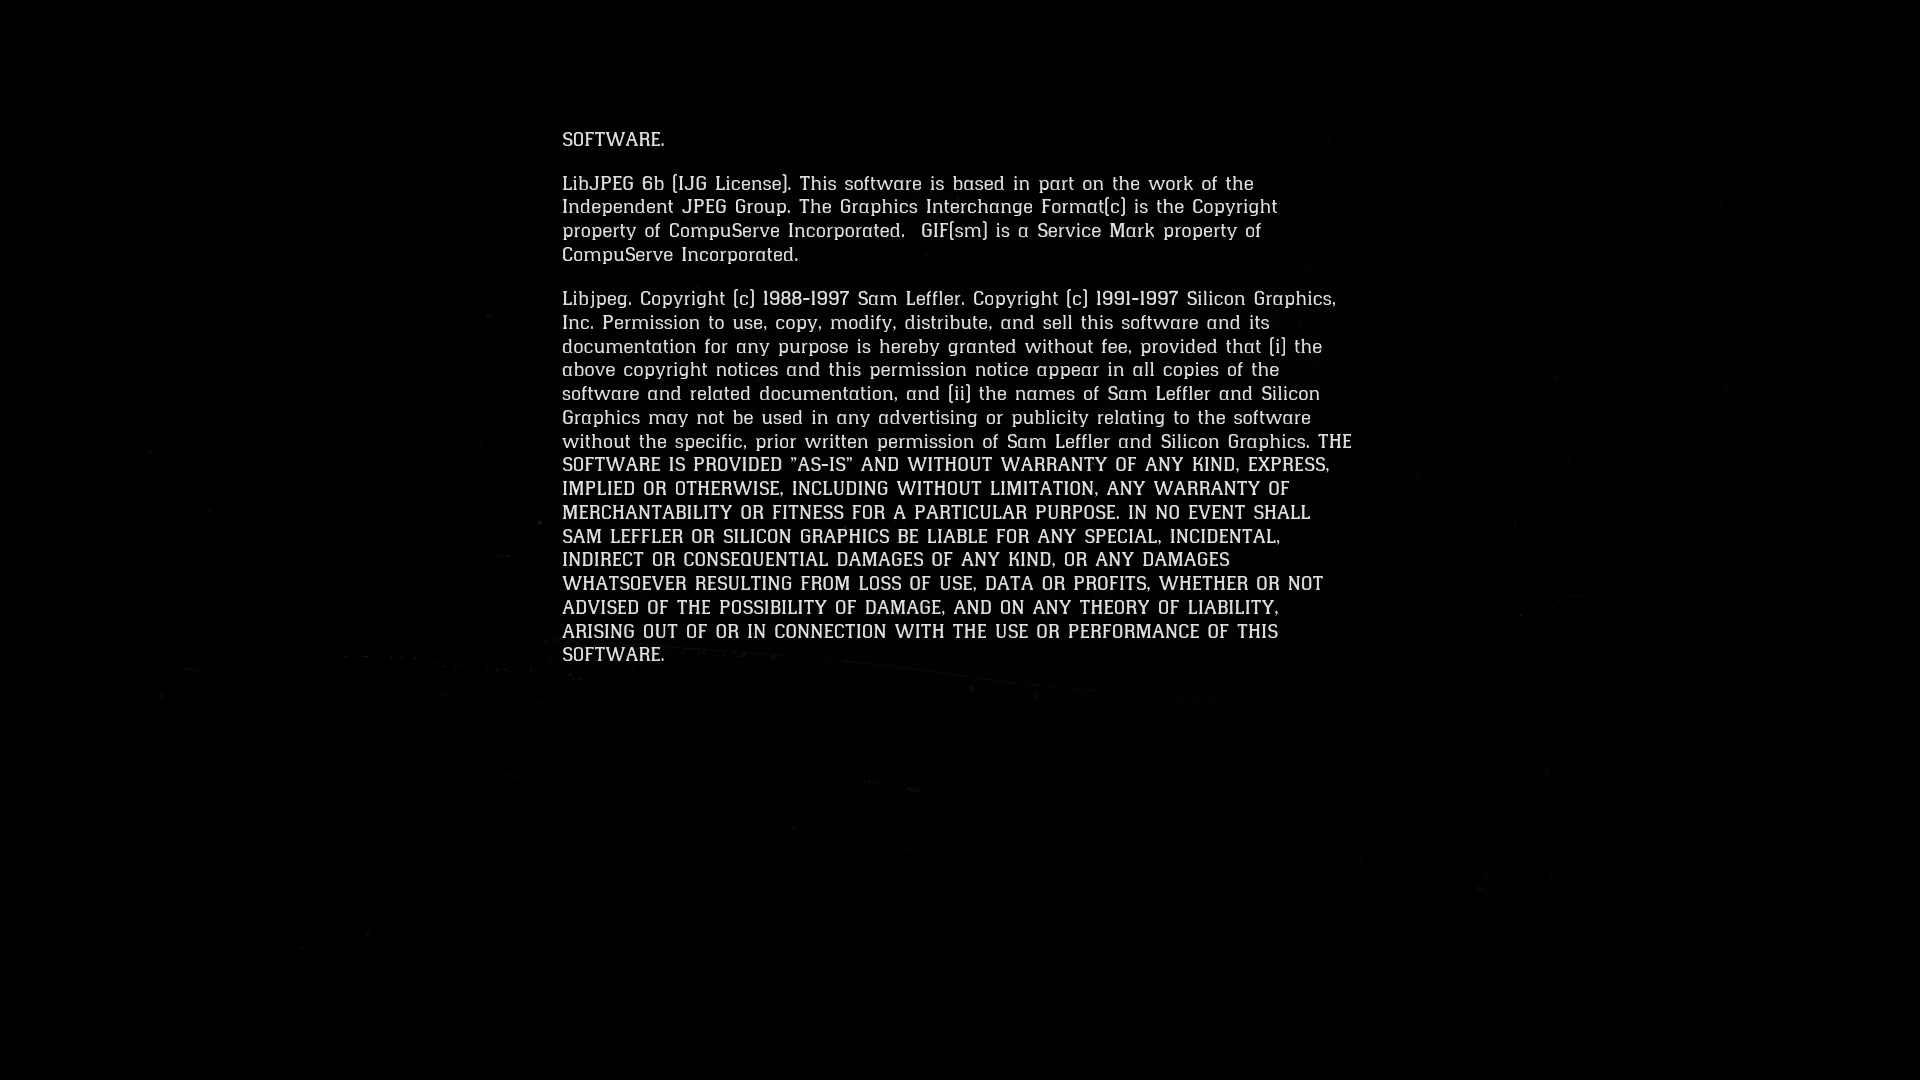 SOFTWARE.
LibJPEG 6b (IJG License). This software is based in part on the work of the
Independent JPEG Group. The Graphics Interchange Format(c) is the Copyright
property of CompuServe Incorporated.  GIF(sm) is a Service Mark property of
CompuServe Incorporated.
Libjpeg. Copyright (c) 1988-1997 Sam Leffler. Copyright (c) 1991-1997 Silicon Graphics,
Inc. Permission to use, copy, modify, distribute, and sell this software and its
documentation for any purpose is hereby granted without fee, provided that (i) the
above copyright notices and this permission notice appear in all copies of the
software and related documentation, and (ii) the names of Sam Leffler and Silicon
Graphics may not be used in any advertising or publicity relating to the software
without the specific, prior written permission of Sam Leffler and Silicon Graphics. THE
SOFTWARE IS PROVIDED "AS-IS" AND WITHOUT WARRANTY OF ANY KIND, EXPRESS,
IMPLIED OR OTHERWISE, INCLUDING WITHOUT LIMITATION, ANY WARRANTY OF
MERCHANTABILITY OR FITNESS FOR A PARTICULAR PURPOSE. IN NO EVENT SHALL
SAM LEFFLER OR SILICON GRAPHICS BE LIABLE FOR ANY SPECIAL, INCIDENTAL,
INDIRECT OR CONSEQUENTIAL DAMAGES OF ANY KIND, OR ANY DAMAGES
WHATSOEVER RESULTING FROM LOSS OF USE, DATA OR PROFITS, WHETHER OR NOT
ADVISED OF THE POSSIBILITY OF DAMAGE, AND ON ANY THEORY OF LIABILITY,
ARISING OUT OF OR IN CONNECTION WITH THE USE OR PERFORMANCE OF THIS
SOFTWARE.